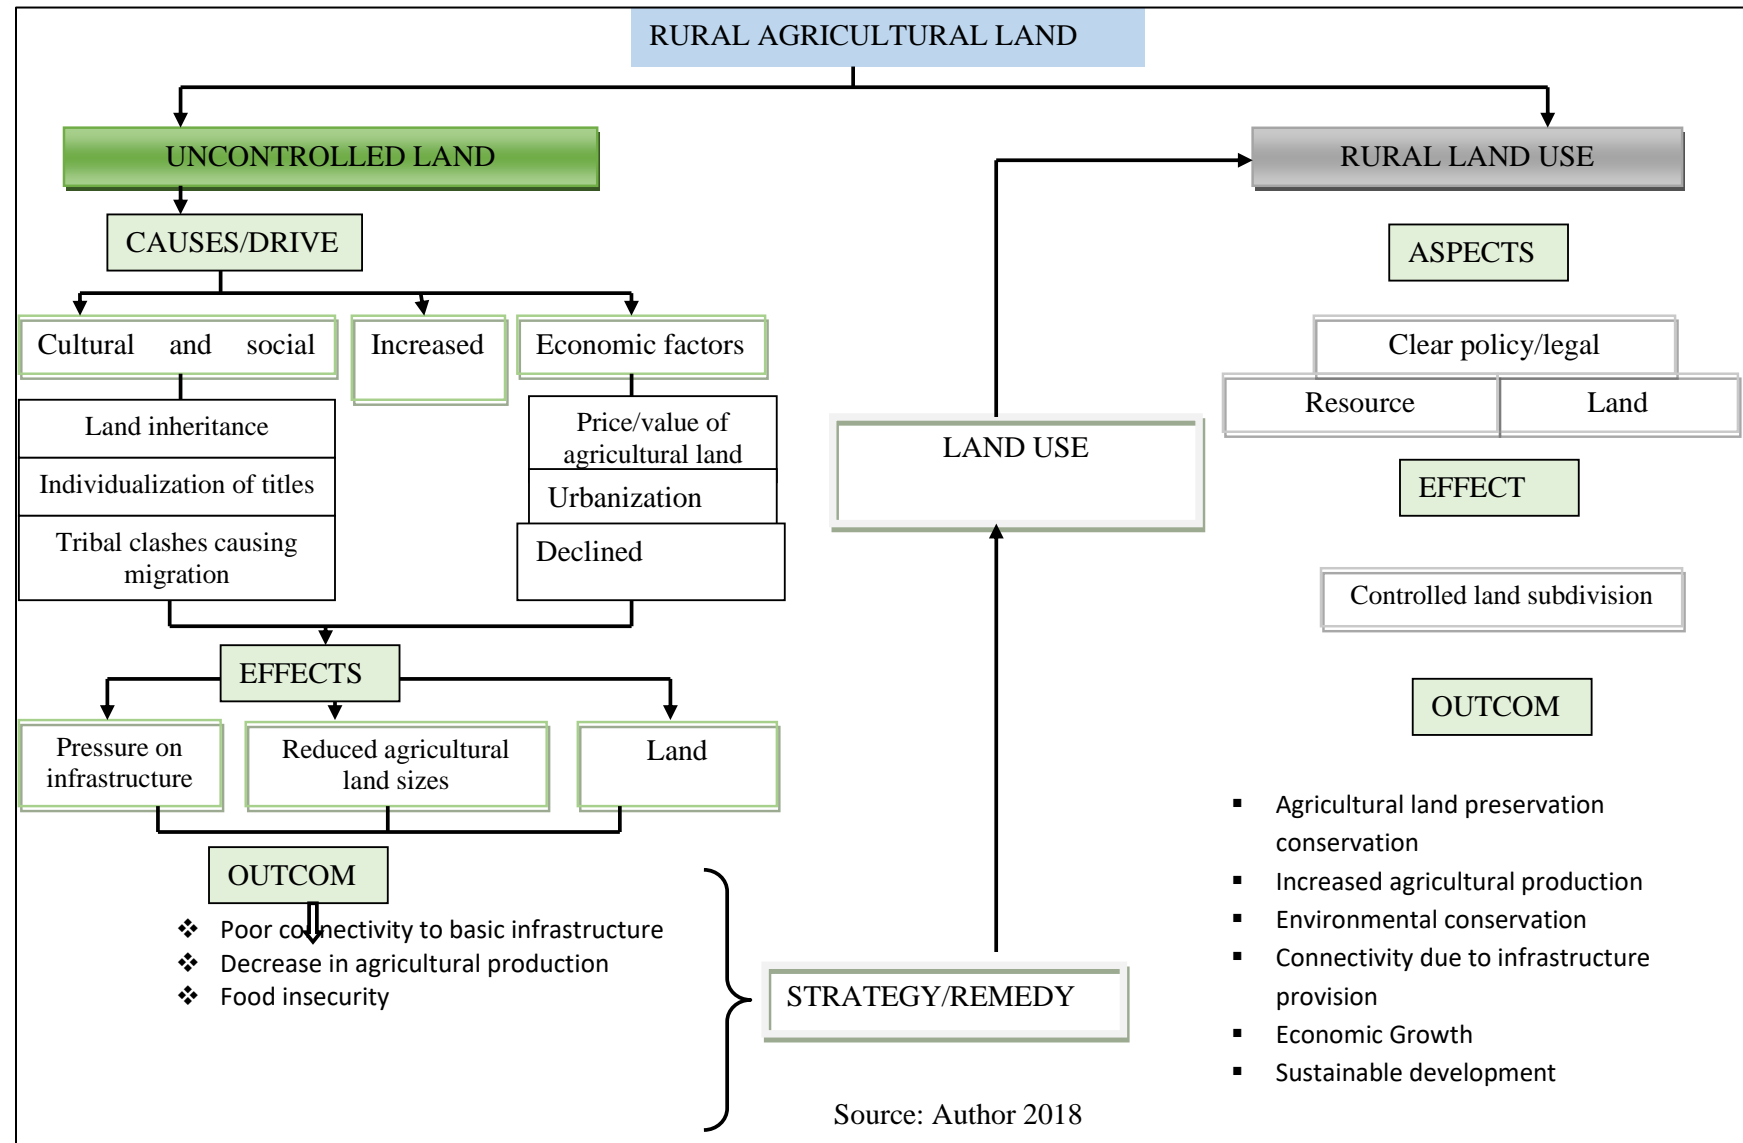 RURAL AGRICULTURAL LAND
UNCONTROLLED LAND
RURAL LAND USE
CAUSES/DRIVE
ASPECTS
Cultural and social
Increased
Economic factors
Clear policy/legal
Resource
Land
Land inheritance
Individualization of titles
Tribal clashes causing
migration
Price/value of
agricultural land
Urbanization
Declined
LAND USE
EFFECT
Controlled land subdivision
EFFECTS
OUTCOM
Pressure on
infrastructure
Reduced agricultural
land sizes
Land
OUTCOM
❖ Poor connectivity to basic infrastructure
❖ Decrease in agricultural production
❖ Food insecurity
STRATEGY/REMEDY
▪ Agricultural land preservation
conservation
▪ Increased agricultural production
▪ Environmental conservation
▪ Connectivity due to infrastructure
provision
▪ Economic Growth
▪ Sustainable development
Source: Author 2018